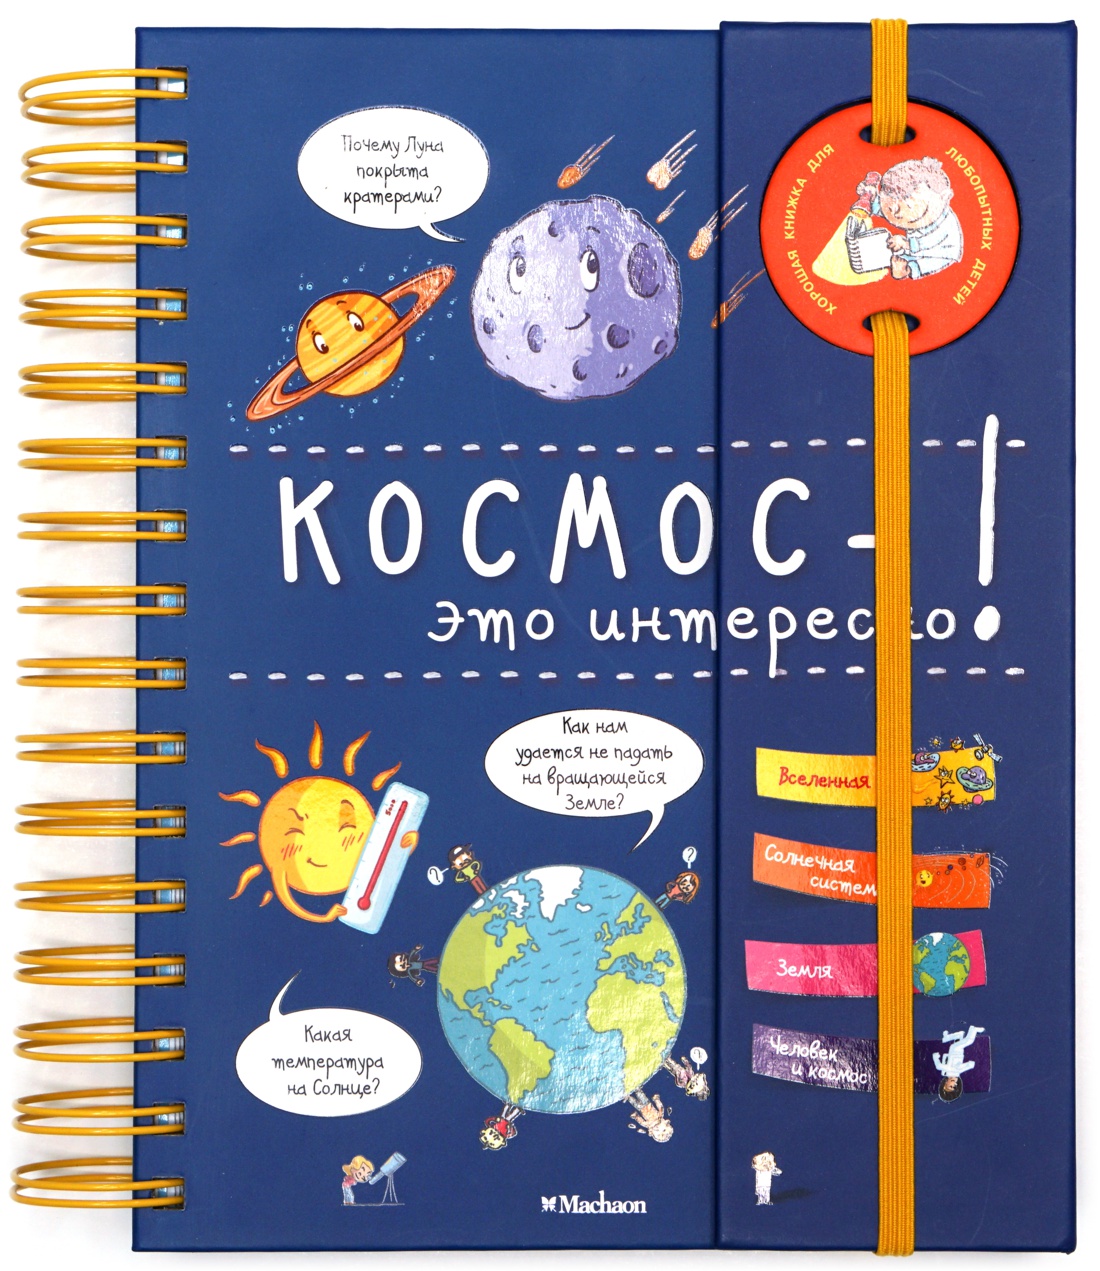 Почему Луна
покрыта
кратерами?
ХОРОШАЯ КНИЖКА ДЛЯ
ЛЮБОПЫТНЫХ ДЕТЕЙ
КОСМОС-!
это интересно
Как нам
удается не падать
на вращающейся
Земле?
Вселенная
Солнечная
систем
Земля
Человек
и космос
Какая
температура
на Солнце?
?
?
?
Machaon